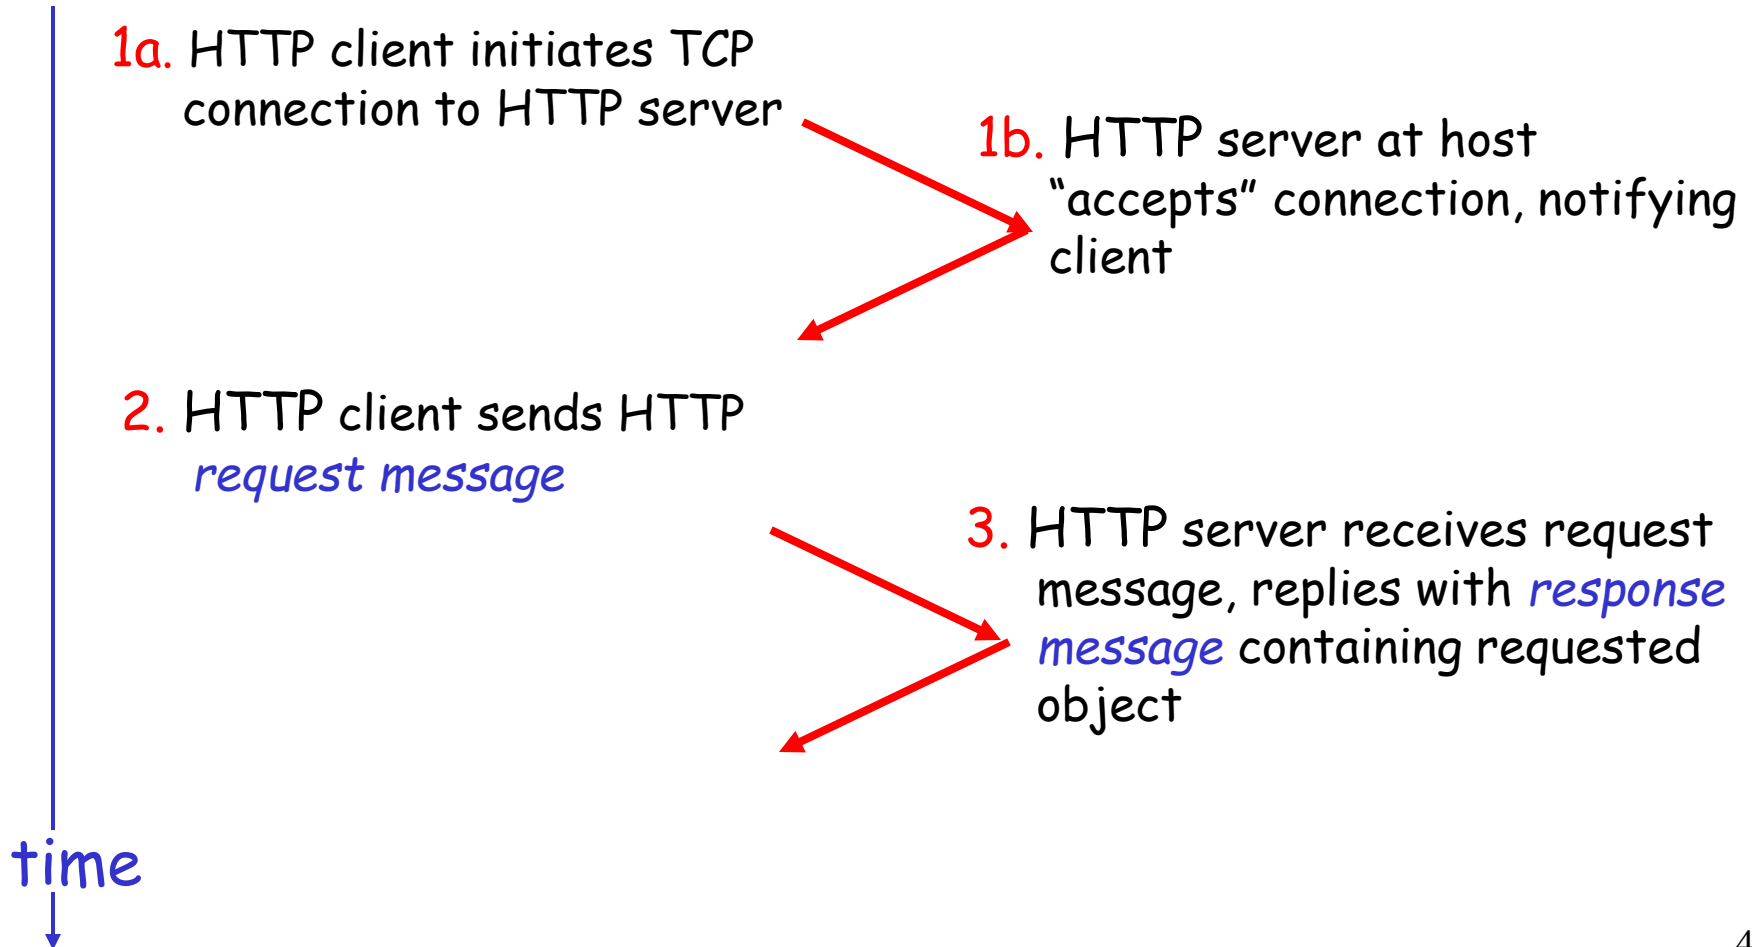 1a. HTTP client initiates TCP
connection to HTTP server
1b. HTTP server at host
“accepts” connection, notifying
client
2. HTTP client sends HTTP
request message
3. HTTP server receives request
message, replies with response
message containing requested
object
time
4